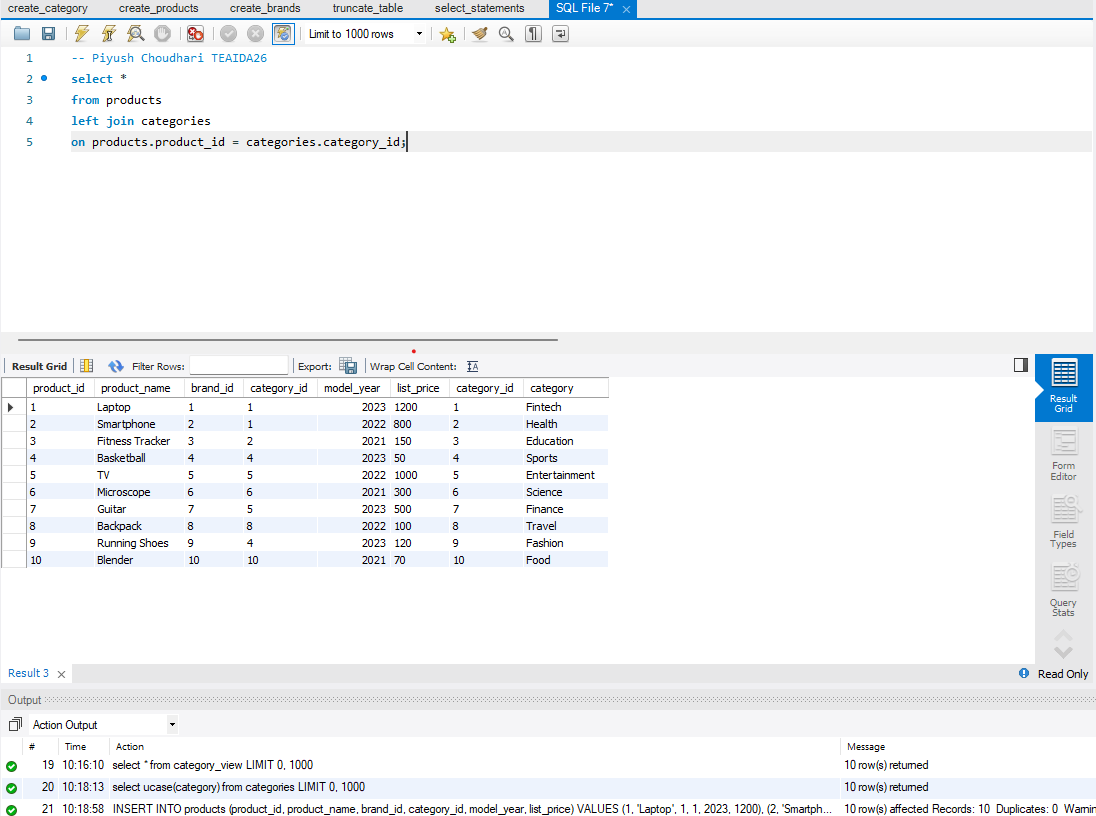 create_category create_products create_brands truncate_table select_statements SQL File 7*
Limit to 1000 rows
1 -- Piyush Choudhari TEAIDA26
2 select *
3 from products
4 left join categories
5 on products.product_id = categories.category_id;
Result Grid Filter Rows: Export: Wrap Cell Content:
product_id product_name brand_id category_id model_year list_price category_id category
1 Laptop 1 1 2023 1200 1 Fintech
2 Smartphone 2 1 2022 800 2 Health
3 Fitness Tracker 3 2 2021 150 3 Education
4 Basketball 4 4 2023 50 4 Sports
5 TV 5 5 2022 1000 5 Entertainment
6 Microscope 6 6 2021 300 6 Science
7 Guitar 7 5 2023 500 7 Finance
8 Backpack 8 8 2022 100 8 Travel
9 Running Shoes 9 4 2023 120 9 Fashion
10 Blender 10 10 2021 70 10 Food
Result
Grid
Form
Editor
Field
Types
Query
Stats
Result 3 Read Only
Output
Action Output
# Time Action Message
19 10:16:10 select * from category_view LIMIT 0, 1000 10 row(s) returned
20 10:18:13 select ucase(category) from categories LIMIT 0, 1000 10 row(s) returned
21 10:18:58 INSERT INTO products (product_id, product_name, brand_id, category_id, model_year, list_price) VALUES (1, 'Laptop', 1, 1, 2023, 1200), (2, 'Smartph... 10 row(s) affected Records: 10 Duplicates: 0 Warnin